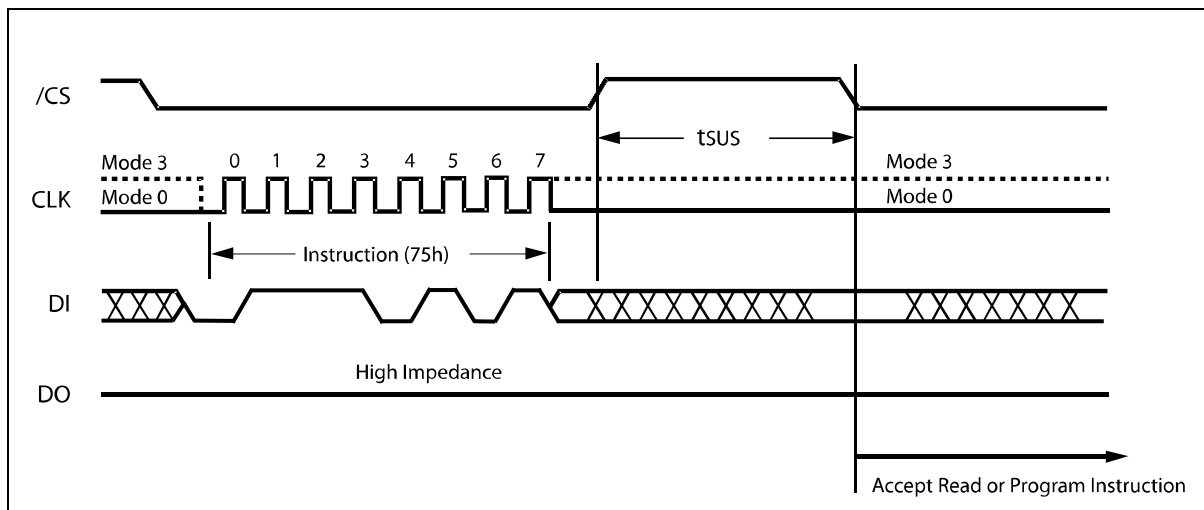 /CS
tSUS
Mode 3 0 1 2 3 4 5 6 7 Mode 3
CLK Mode 0 Mode 0
Instruction (75h)
DI
High Impedance
DO
Accept Read or Program Instruction